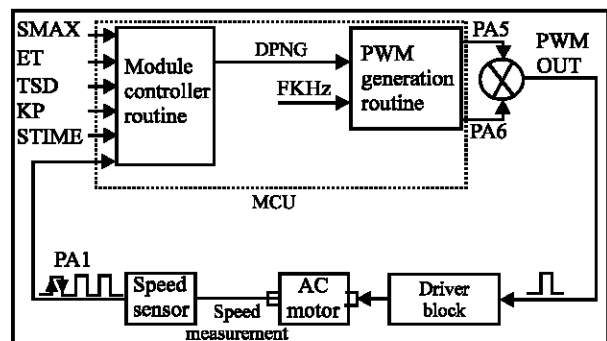 SMAX
ET
TSD
KP
STIME
Module
controller
routine
DPNG
FKHz
PWM
generation
routine
PA5
PA6
PWM
OUT
MCU
PA1
Speed
sensor
Speed
measurement
AC
motor
Driver
block